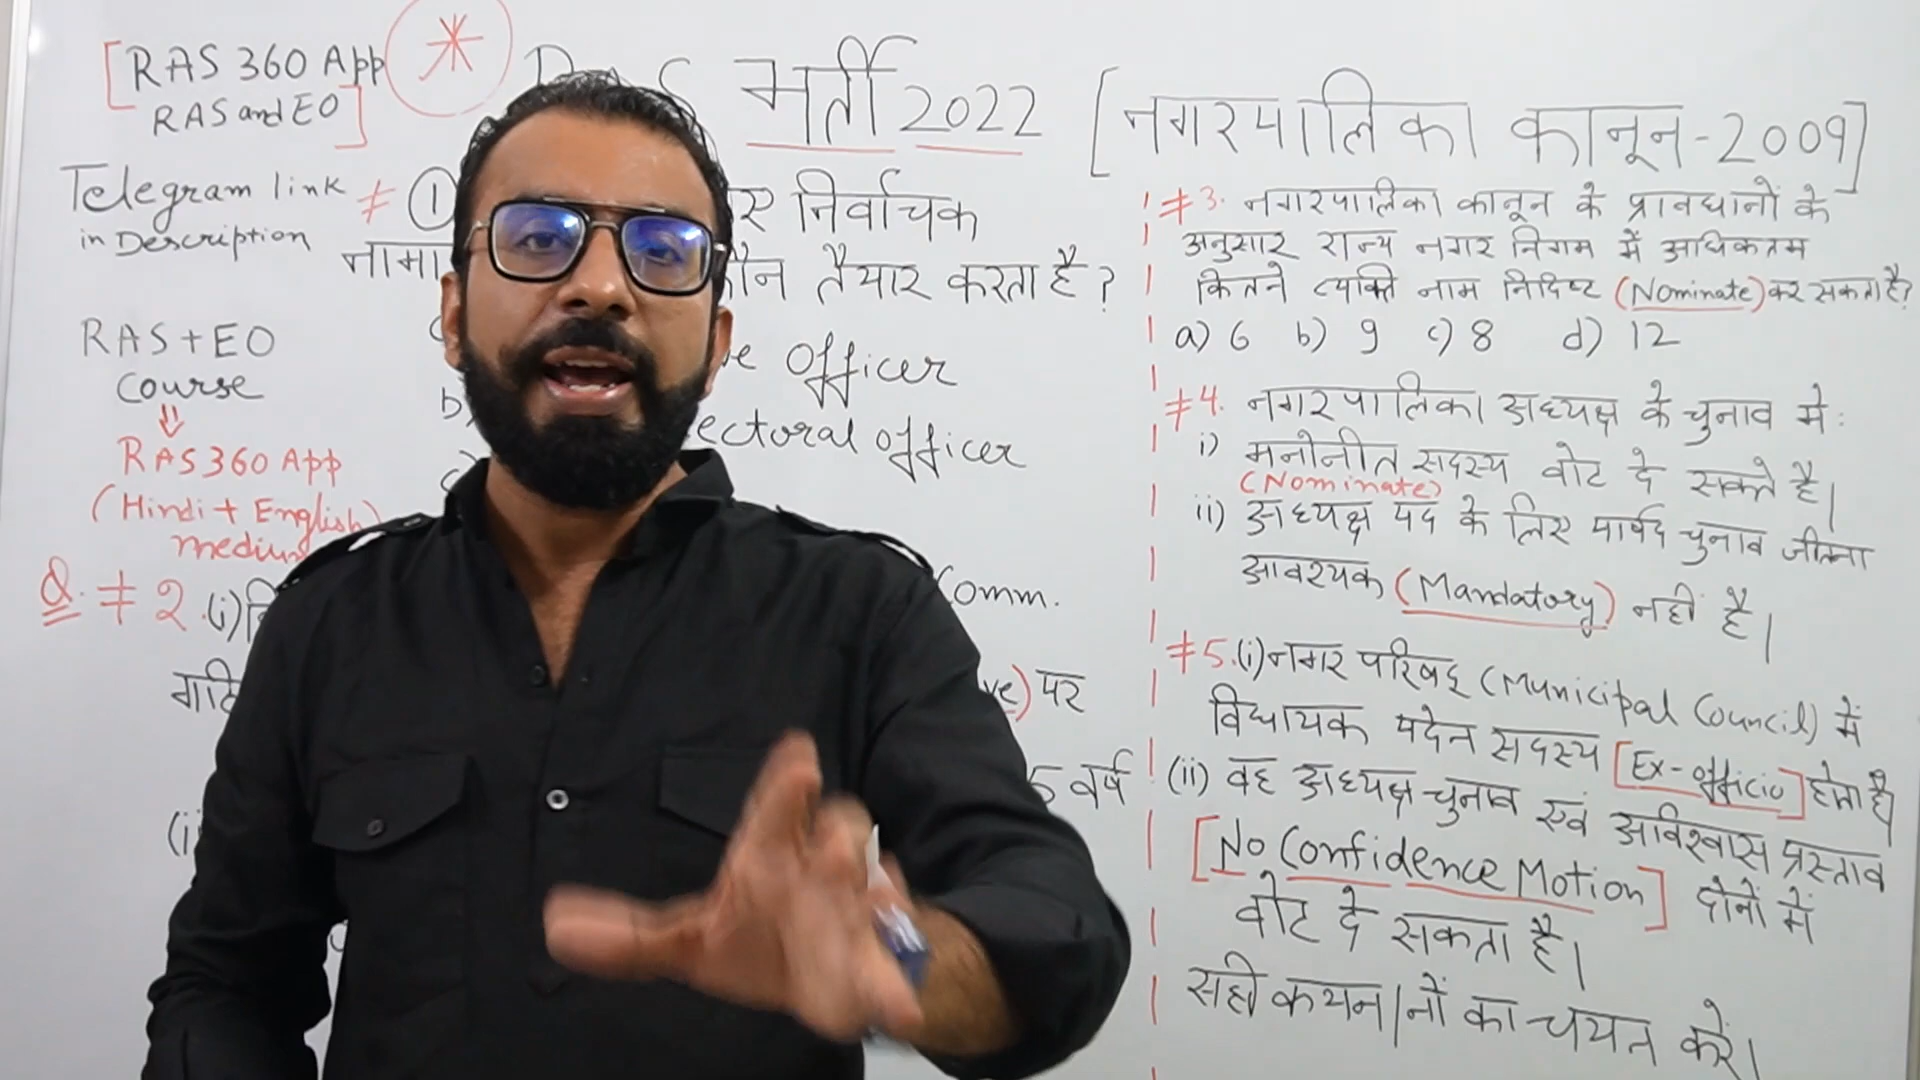 [RAS 360 App
RAS and EO]
भर्ती 2022 [नगरपालिका कानून-2009]
Telegram link
in Description
RAS + EO
Course
RAS 360 App
(Hindi + English)
medium
# ① निर्वाचक
तैयार करता है?
Officer
b)
ectoral officer
Comm.
Q. # 2. (i)
पर
5 वर्ष
#3. नगरपालिका कानून के प्रावधानों के
अनुसार राज्य नगर निगम में अधिकतम
कितने व्यक्ति नाम निदिष्ट (Nominate) कर सकता है?
a) 6 b) 9 c) 8 d) 12
#4. नगरपालिका अध्यक्ष के चुनाव में:
i) मनोनीत सदस्य वोट दे सकते है।
(Nominate)
ii) अध्यक्ष पद के लिए पार्षद चुनाव जीतना
आवश्यक (Mandatory) नहीं है।
#5. (i) नगर परिषद् (Municipal Council) में
विधायक पदेन सदस्य [Ex-officio] होता है।
(ii) वह अध्यक्ष चुनाव एवं अविश्वास प्रस्ताव
[No Confidence Motion] दोनों में
वोट दे सकता है।
सही कथन/नों का चयन करें।